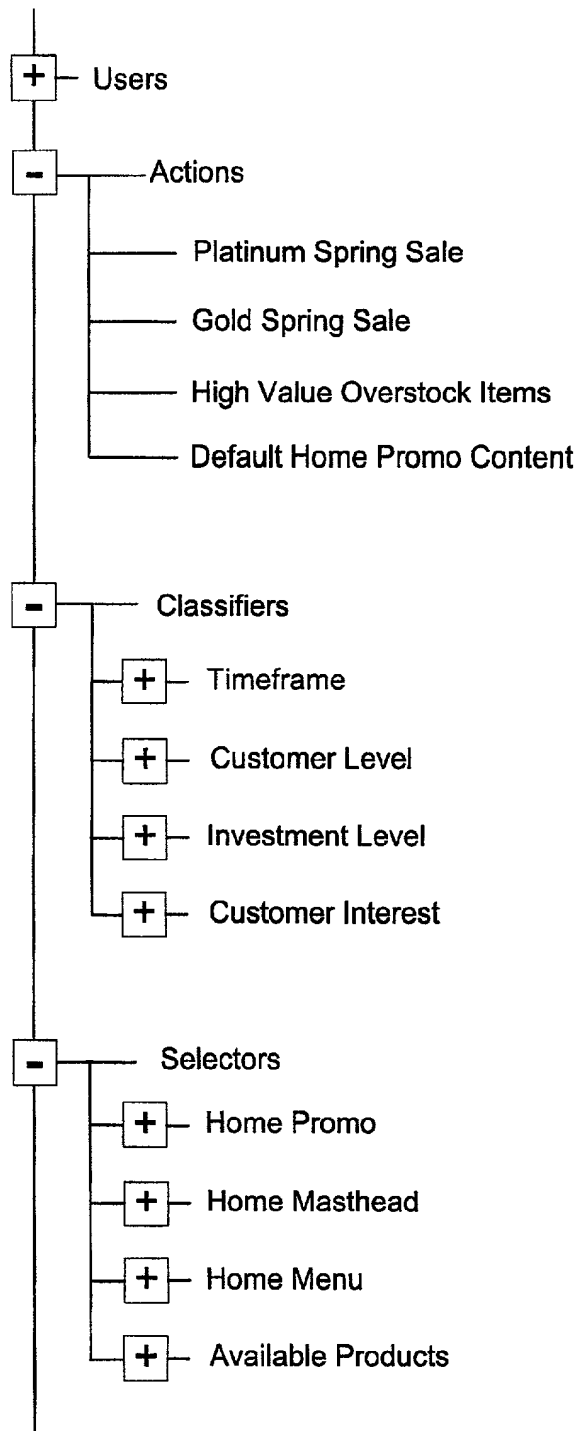 + Users
- Actions
Platinum Spring Sale
Gold Spring Sale
High Value Overstock Items
Default Home Promo Content
- Classifiers
+ Timeframe
+ Customer Level
+ Investment Level
+ Customer Interest
- Selectors
+ Home Promo
+ Home Masthead
+ Home Menu
+ Available Products